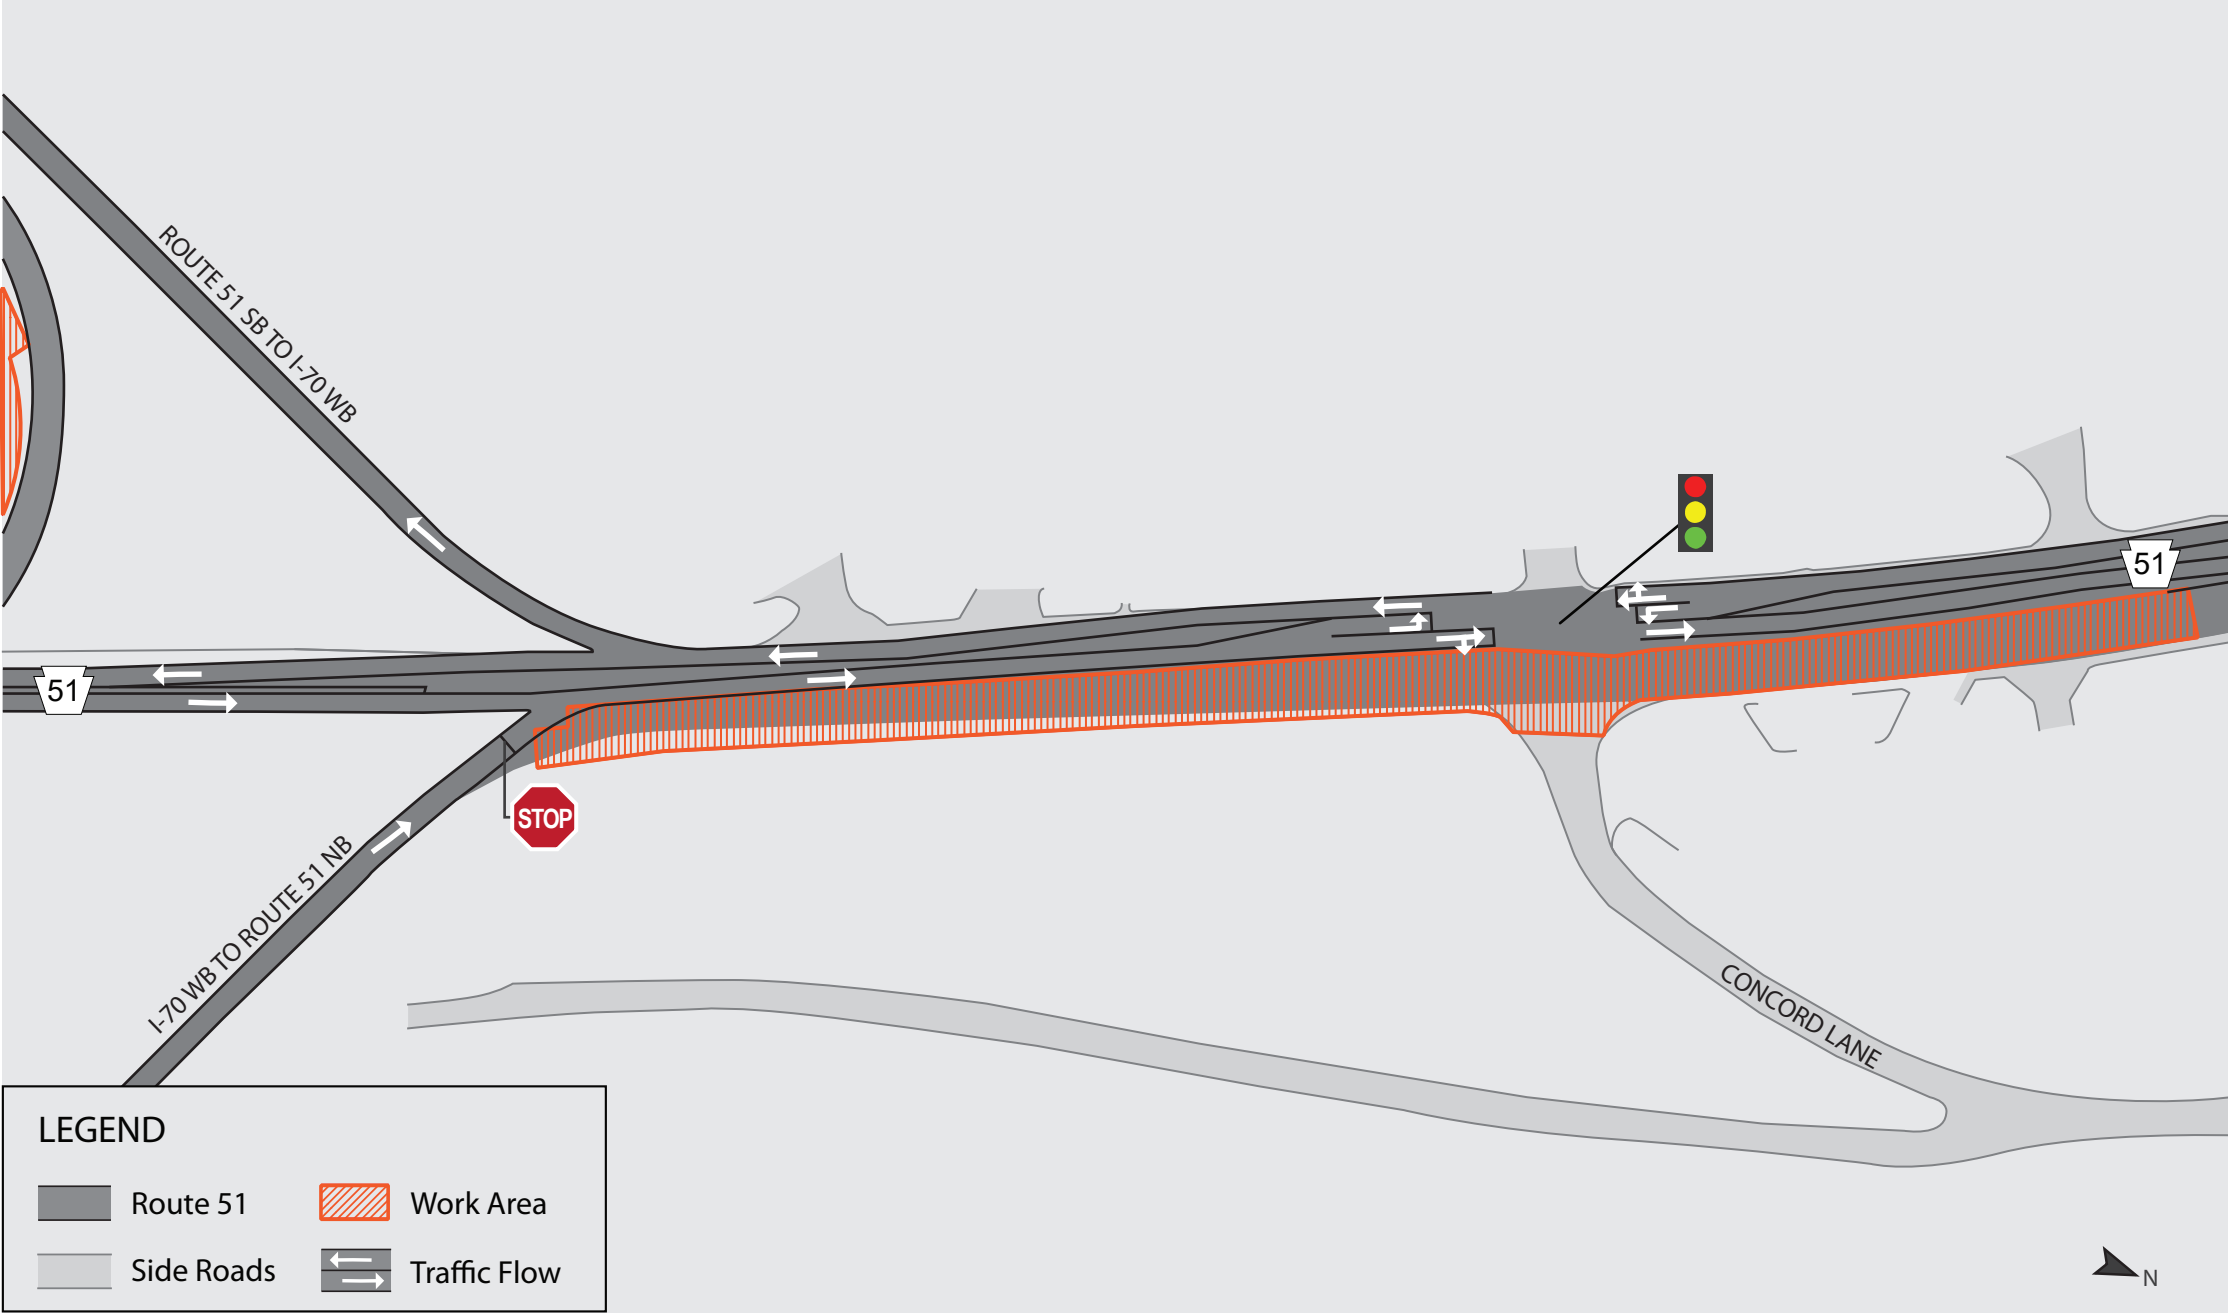 ROUTE 51 SB TO I-70 WB
51
51
STOP
I-70 WB TO ROUTE 51 NB
CONCORD LANE
LEGEND
Route 51
Work Area
Side Roads
Traffic Flow
N